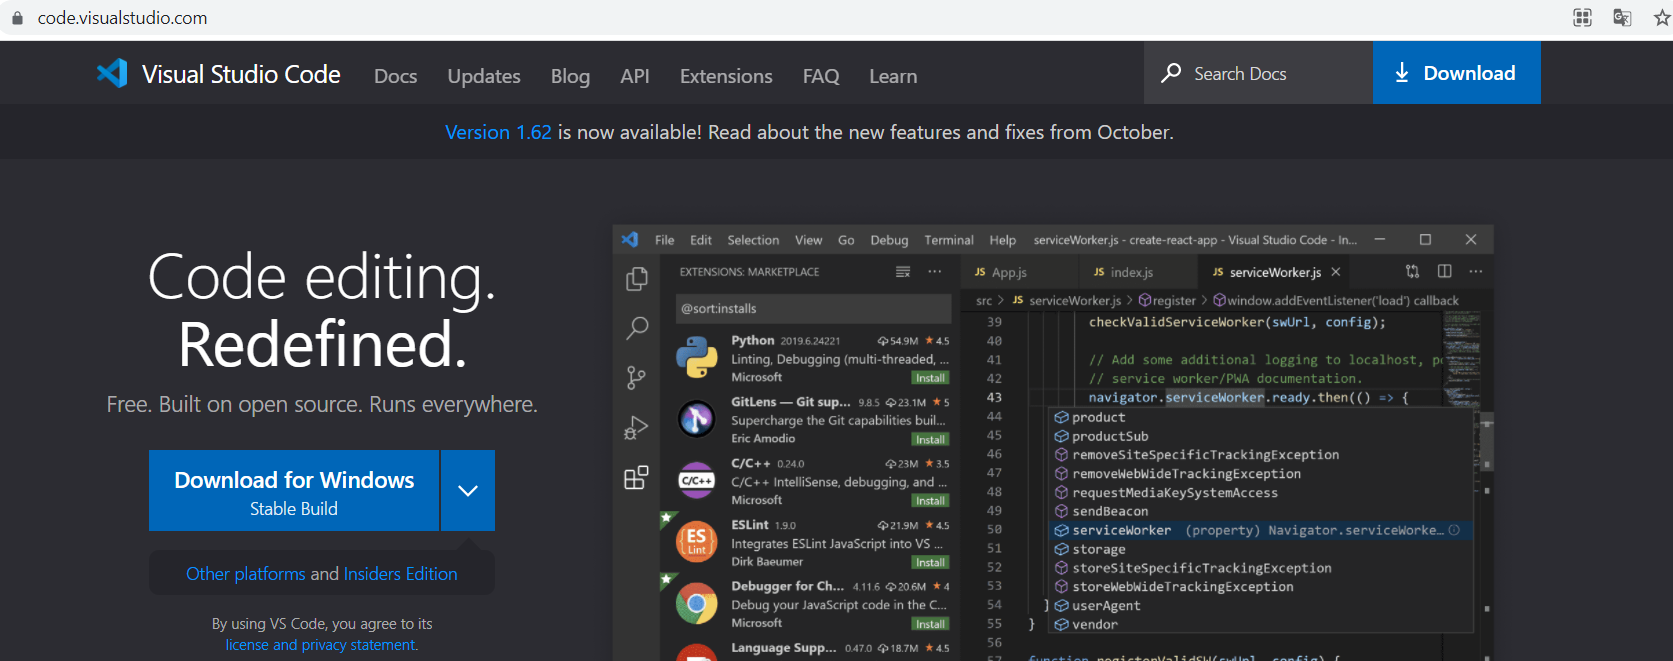 code.visualstudio.com
Visual Studio Code Docs Updates Blog API Extensions FAQ Learn Search Docs Download
Version 1.62 is now available! Read about the new features and fixes from October.
Code editing.
Redefined.
Free. Built on open source. Runs everywhere.
Download for Windows
Stable Build
Other platforms and Insiders Edition
By using VS Code, you agree to its
license and privacy statement.
File Edit Selection View Go Debug Terminal Help serviceWorker.js - create-react-app - Visual Studio Code - In...
EXTENSIONS: MARKETPLACE
@sort:installs
Python 2019.6.24221 54.9M 4.5
Linting, Debugging (multi-threaded, ...
Microsoft Install
GitLens — Git sup... 9.8.5 23.1M 5
Supercharge the Git capabilities buil...
Eric Amodio Install
C/C++ 0.24.0 23M 3.5
C/C++
C/C++ IntelliSense, debugging, and ...
Microsoft Install
ESLint 1.9.0 21.9M 4.5
ES
Lint
Integrates ESLint JavaScript into VS ...
Dirk Baeumer Install
Debugger for Ch... 4.11.6 20.6M 4
Debug your JavaScript code in the C...
Microsoft Install
Language Supp... 0.47.0 18.7M 4.5
JS App.js JS index.js JS serviceWorker.js
src > JS serviceWorker.js > register > window.addEventListener('load') callback
39 checkValidServiceWorker(swUrl, config);
40
41 // Add some additional logging to localhost, p
42 // service worker/PWA documentation.
43 navigator.serviceWorker.ready.then(() => {
44 product
45 productSub
46 removeSiteSpecificTrackingException
47 removeWebWideTrackingException
48 requestMediaKeySystemAccess
49 sendBeacon
50 serviceWorker (property) Navigator.serviceWorke...
51 storage
52 storeSiteSpecificTrackingException
53 storeWebWideTrackingException
54 ] userAgent
55 } vendor
56
57 function registerValidSW(swUrl, config) {